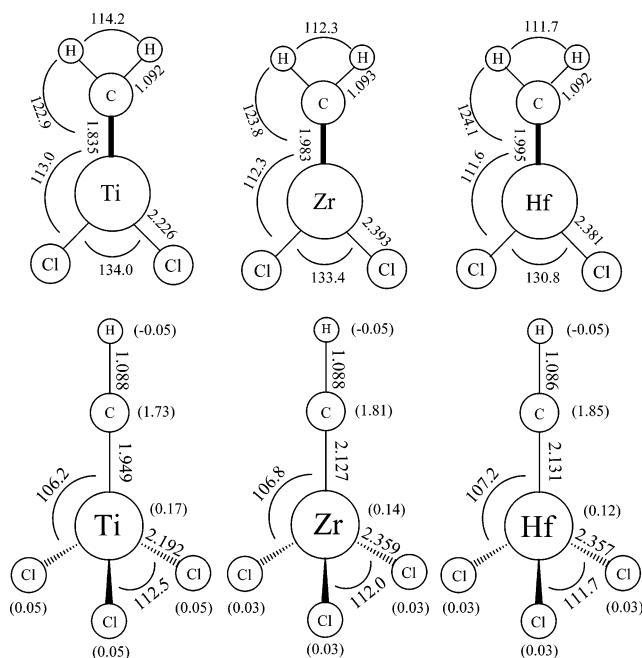 114.2
H H
C
1.092
122.9
1.835
113.0
Ti
2.226
Cl Cl
134.0
112.3
H H
C
1.093
123.8
1.983
112.3
Zr
2.393
Cl Cl
133.4
111.7
H H
C
1.092
124.1
1.995
111.6
Hf
2.381
Cl Cl
130.8
H (-0.05)
1.088
C (1.73)
1.949
106.2
Ti (0.17)
2.192
Cl Cl
(0.05) (0.05)
112.5
Cl
(0.05)
H (-0.05)
1.088
C (1.81)
2.127
106.8
Zr (0.14)
2.359
Cl Cl
(0.03) (0.03)
112.0
Cl
(0.03)
H (-0.05)
1.086
C (1.85)
2.131
107.2
Hf (0.12)
2.357
Cl Cl
(0.03) (0.03)
111.7
Cl
(0.03)